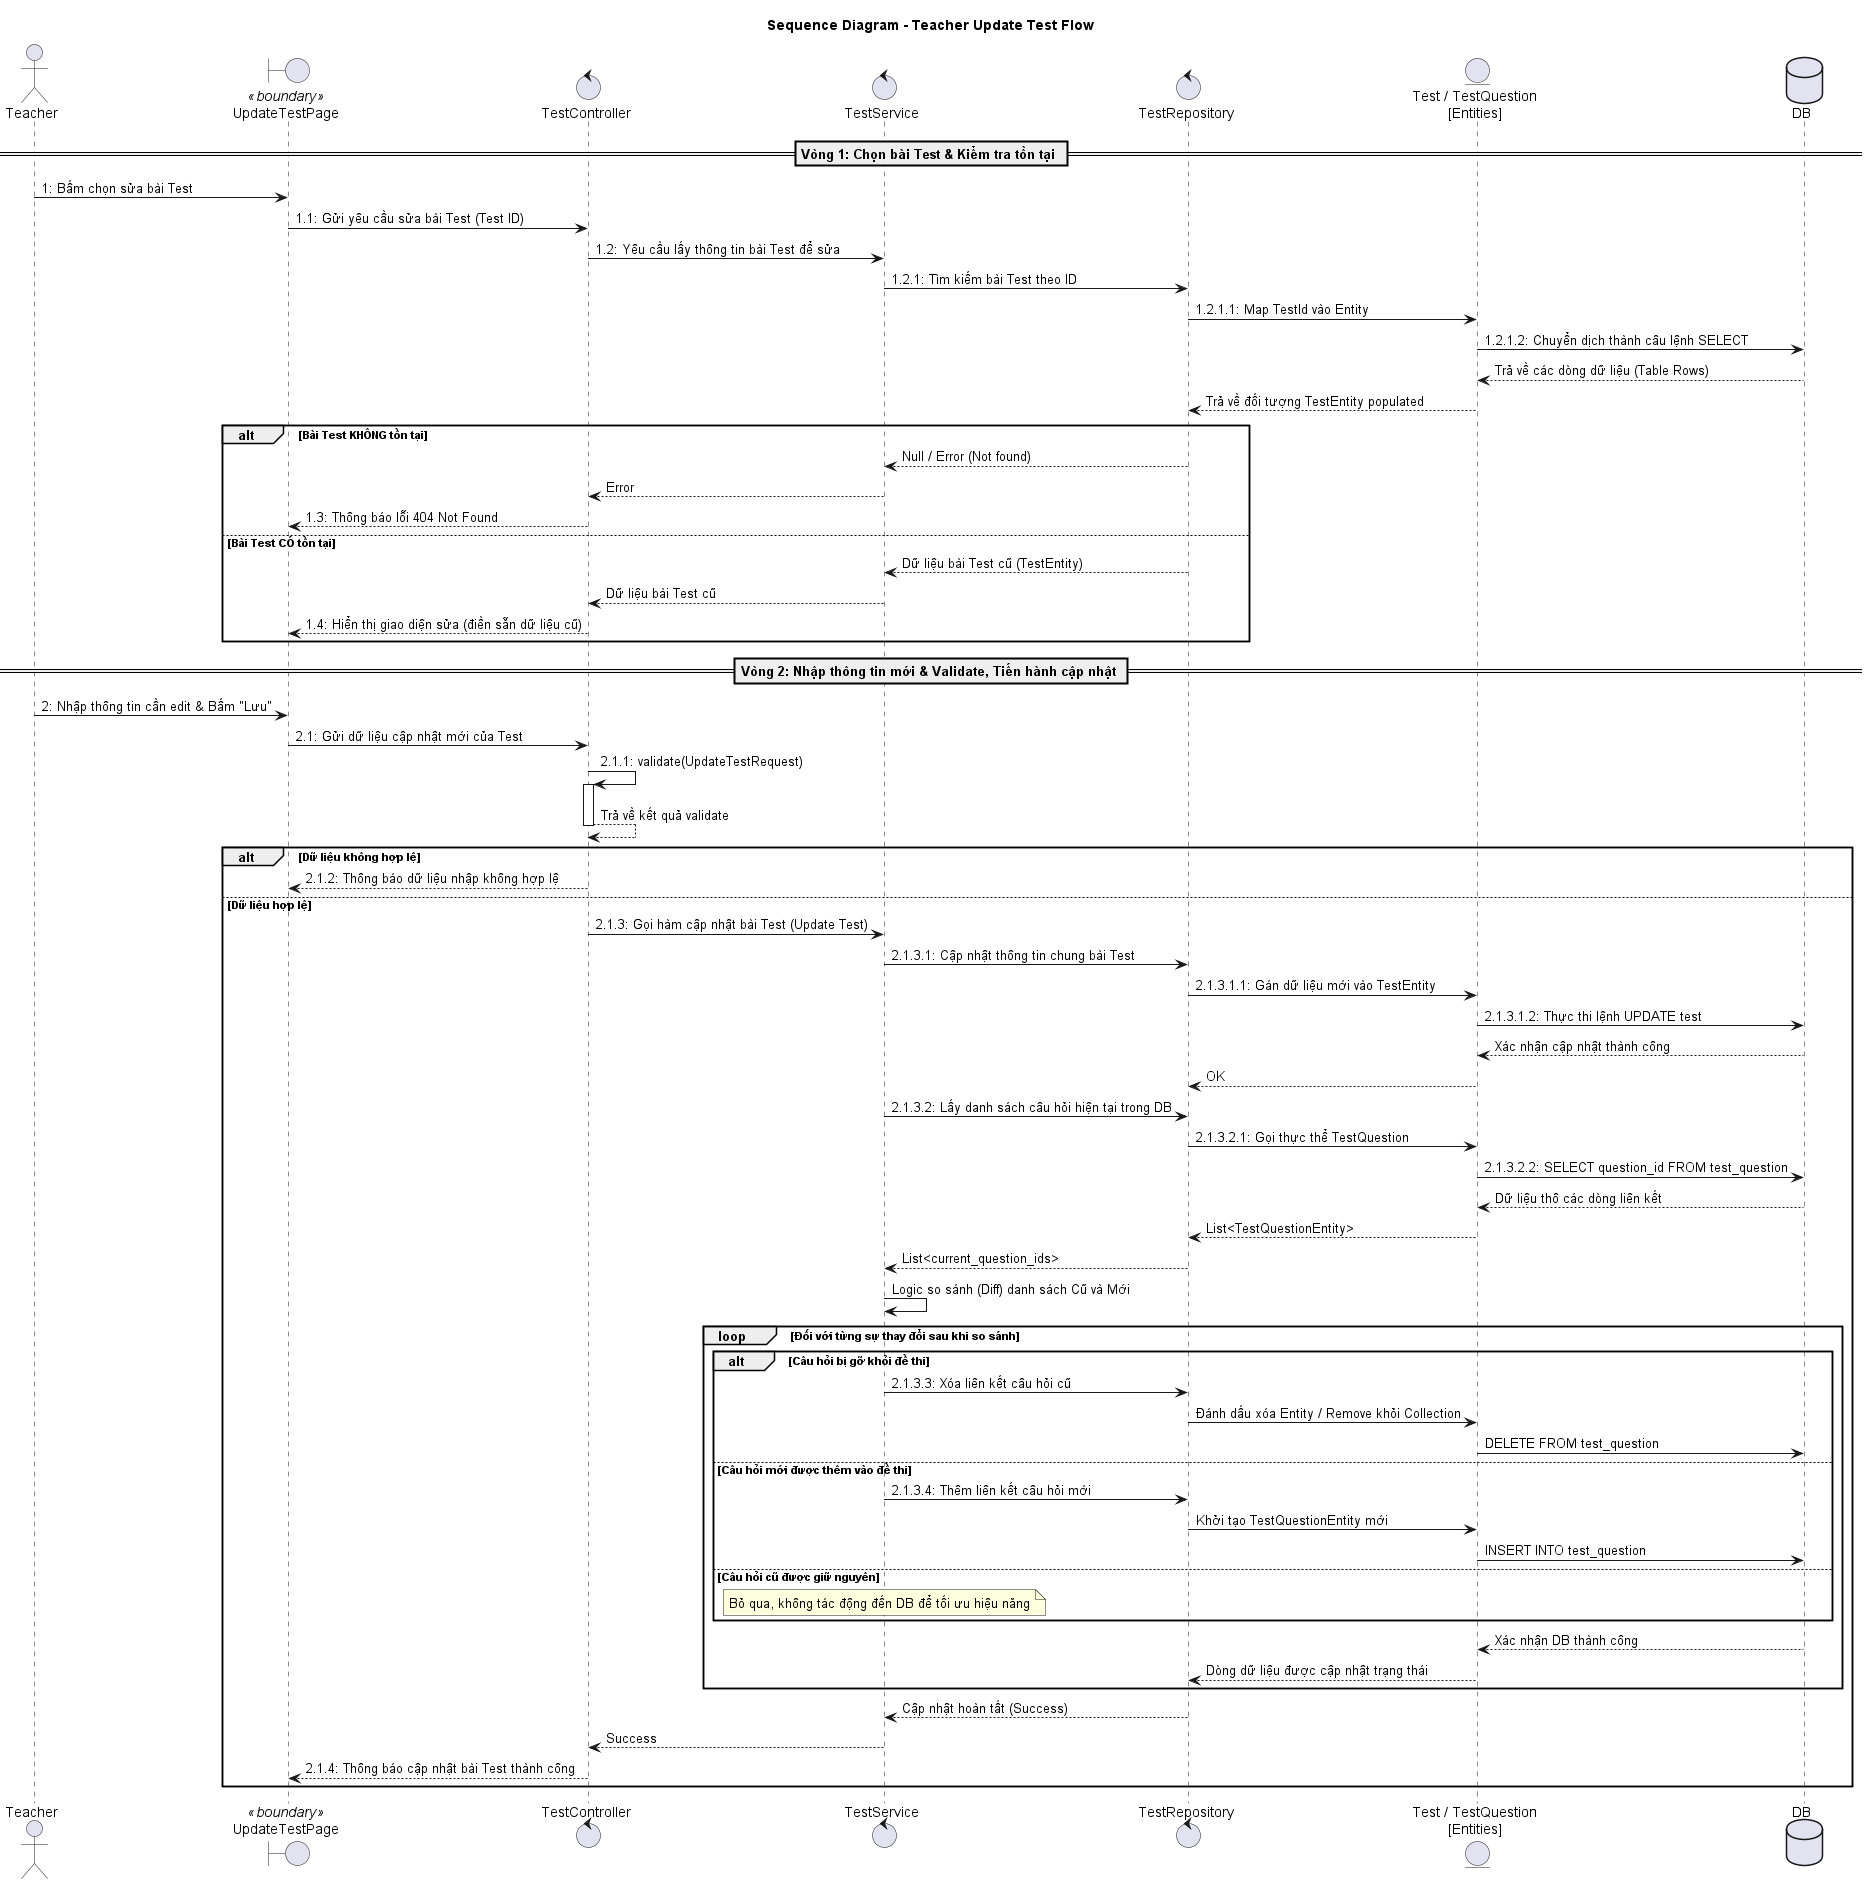 Sequence Diagram - Teacher Update Test Flow
Teacher
«boundary»
UpdateTestPage
TestController
TestService
TestRepository
Test / TestQuestion
[Entities]
DB
Vòng 1: Chọn bài Test & Kiểm tra tồn tại
1: Bấm chọn sửa bài Test
1.1: Gửi yêu cầu sửa bài Test (Test ID)
1.2: Yêu cầu lấy thông tin bài Test để sửa
1.2.1: Tìm kiếm bài Test theo ID
1.2.1.1: Map TestId vào Entity
1.2.1.2: Chuyển dịch thành câu lệnh SELECT
Trả về các dòng dữ liệu (Table Rows)
Trả về đối tượng TestEntity populated
alt [Bài Test KHÔNG tồn tại]
Null / Error (Not found)
Error
1.3: Thông báo lỗi 404 Not Found
[Bài Test CÓ tồn tại]
Dữ liệu bài Test cũ (TestEntity)
Dữ liệu bài Test cũ
1.4: Hiển thị giao diện sửa (điền sẵn dữ liệu cũ)
Vòng 2: Nhập thông tin mới & Validate, Tiến hành cập nhật
2: Nhập thông tin cần edit & Bấm "Lưu"
2.1: Gửi dữ liệu cập nhật mới của Test
2.1.1: validate(UpdateTestRequest)
Trả về kết quả validate
alt [Dữ liệu không hợp lệ]
2.1.2: Thông báo dữ liệu nhập không hợp lệ
[Dữ liệu hợp lệ]
2.1.3: Gọi hàm cập nhật bài Test (Update Test)
2.1.3.1: Cập nhật thông tin chung bài Test
2.1.3.1.1: Gán dữ liệu mới vào TestEntity
2.1.3.1.2: Thực thi lệnh UPDATE test
Xác nhận cập nhật thành công
OK
2.1.3.2: Lấy danh sách câu hỏi hiện tại trong DB
2.1.3.2.1: Gọi thực thể TestQuestion
2.1.3.2.2: SELECT question_id FROM test_question
Dữ liệu thô các dòng liên kết
List<TestQuestionEntity>
List<current_question_ids>
Logic so sánh (Diff) danh sách Cũ và Mới
loop [Đối với từng sự thay đổi sau khi so sánh]
alt [Câu hỏi bị gỡ khỏi đề thi]
2.1.3.3: Xóa liên kết câu hỏi cũ
Đánh dấu xóa Entity / Remove khỏi Collection
DELETE FROM test_question
[Câu hỏi mới được thêm vào đề thi]
2.1.3.4: Thêm liên kết câu hỏi mới
Khởi tạo TestQuestionEntity mới
INSERT INTO test_question
[Câu hỏi cũ được giữ nguyên]
Bỏ qua, không tác động đến DB để tối ưu hiệu năng
Xác nhận DB thành công
Dòng dữ liệu được cập nhật trạng thái
Cập nhật hoàn tất (Success)
Success
2.1.4: Thông báo cập nhật bài Test thành công
Teacher
«boundary»
UpdateTestPage
TestController
TestService
TestRepository
Test / TestQuestion
[Entities]
DB